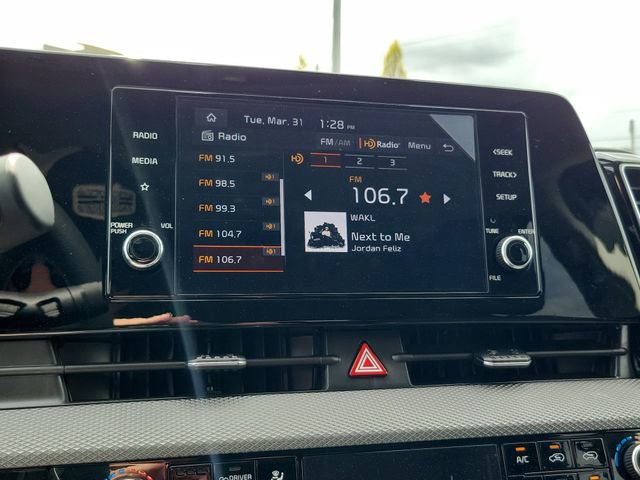 Tue, Mar. 31 1:28 PM
Radio FM/AM HD Radio Menu
RADIO
MEDIA
POWER PUSH VOL
FM 91.5
FM 98.5
FM 99.3
FM 104.7
FM 106.7
HD 1 2 3
FM
106.7
WAKL
Next to Me
Jordan Feliz
<SEEK
TRACK>
SETUP
TUNE ENTER
FILE
A/C
DRIVER